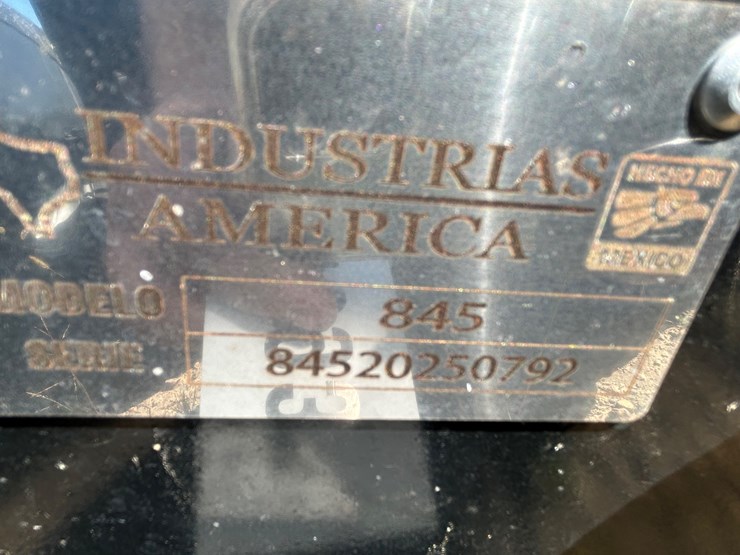 INDUSTRIAS
AMERICA
HECHO EN
MEXICO
MODELO 845
SERIE 84520250792